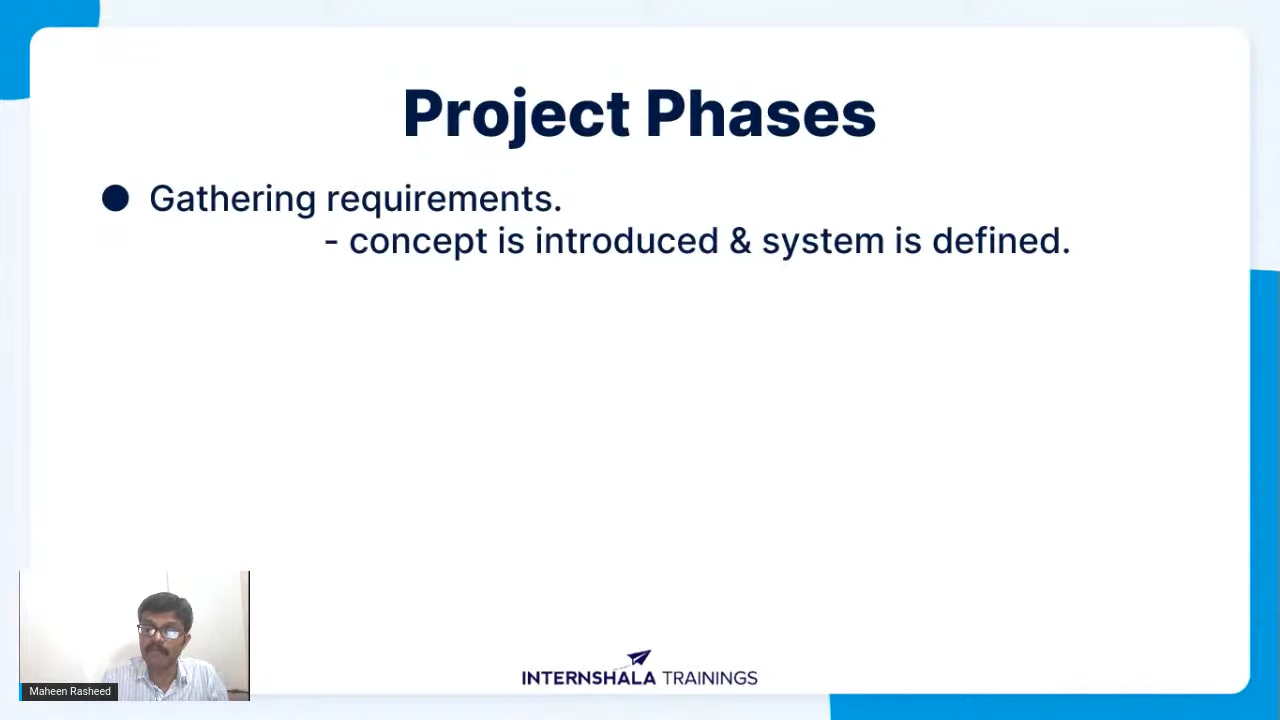 Project Phases
● Gathering requirements.
- concept is introduced & system is defined.
INTERNSHALA TRAININGS
Maheen Rasheed